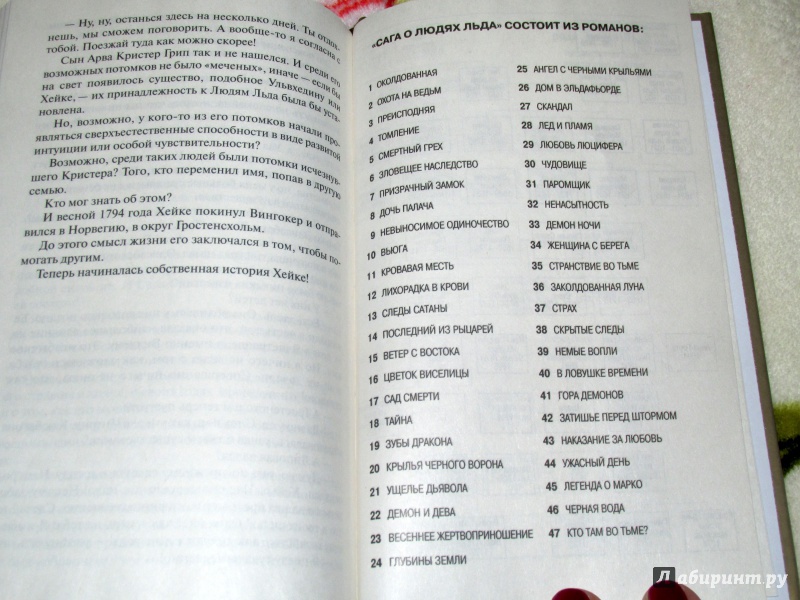 — Ну, ну, останься здесь на несколько дней. Ты отдох-
нешь, мы сможем поговорить. А вообще-то я согласна с
тобой. Поезжай туда как можно скорее!
Сын Арва Кристер Грип так и не нашелся. И среди его
возможных потомков не было «меченых», иначе — если бы
на свет появилось существо, подобное Ульвхедину или
Хейке, — их принадлежность к Людям Льда была бы уста-
новлена.
Но, возможно, у кого-то из его потомков начали про-
являться сверхъестественные способности в виде развитой
интуиции или особой чувствительности?
Возможно, среди таких людей были потомки исчезнув-
шего Кристера? Того, кто переменил имя, попав в другую
семью.
Кто мог знать об этом?
И весной 1794 года Хейке покинул Вингокер и отпра-
вился в Норвегию, в округ Гростенсхольм.
До этого смысл жизни его заключался в том, чтобы по-
могать другим.
Теперь начиналась собственная история Хейке!
«САГА О ЛЮДЯХ ЛЬДА» СОСТОИТ ИЗ РОМАНОВ:
1 ОКОЛДОВАННАЯ
2 ОХОТА НА ВЕДЬМ
3 ПРЕИСПОДНЯЯ
4 ТОМЛЕНИЕ
5 СМЕРТНЫЙ ГРЕХ
6 ЗЛОВЕЩЕЕ НАСЛЕДСТВО
7 ПРИЗРАЧНЫЙ ЗАМОК
8 ДОЧЬ ПАЛАЧА
9 НЕВЫНОСИМОЕ ОДИНОЧЕСТВО
10 ВЬЮГА
11 КРОВАВАЯ МЕСТЬ
12 ЛИХОРАДКА В КРОВИ
13 СЛЕДЫ САТАНЫ
14 ПОСЛЕДНИЙ ИЗ РЫЦАРЕЙ
15 ВЕТЕР С ВОСТОКА
16 ЦВЕТОК ВИСЕЛИЦЫ
17 САД СМЕРТИ
18 ТАЙНА
19 ЗУБЫ ДРАКОНА
20 КРЫЛЬЯ ЧЕРНОГО ВОРОНА
21 УЩЕЛЬЕ ДЬЯВОЛА
22 ДЕМОН И ДЕВА
23 ВЕСЕННЕЕ ЖЕРТВОПРИНОШЕНИЕ
24 ГЛУБИНЫ ЗЕМЛИ
25 АНГЕЛ С ЧЕРНЫМИ КРЫЛЬЯМИ
26 ДОМ В ЭЛЬДАФЬОРДЕ
27 СКАНДАЛ
28 ЛЕД И ПЛАМЯ
29 ЛЮБОВЬ ЛЮЦИФЕРА
30 ЧУДОВИЩЕ
31 ПАРОМЩИК
32 НЕНАСЫТНОСТЬ
33 ДЕМОН НОЧИ
34 ЖЕНЩИНА С БЕРЕГА
35 СТРАНСТВИЕ ВО ТЬМЕ
36 ЗАКОЛДОВАННАЯ ЛУНА
37 СТРАХ
38 СКРЫТЫЕ СЛЕДЫ
39 НЕМЫЕ ВОПЛИ
40 В ЛОВУШКЕ ВРЕМЕНИ
41 ГОРА ДЕМОНОВ
42 ЗАТИШЬЕ ПЕРЕД ШТОРМОМ
43 НАКАЗАНИЕ ЗА ЛЮБОВЬ
44 УЖАСНЫЙ ДЕНЬ
45 ЛЕГЕНДА О МАРКО
46 ЧЕРНАЯ ВОДА
47 КТО ТАМ ВО ТЬМЕ?
Лабиринт.ру